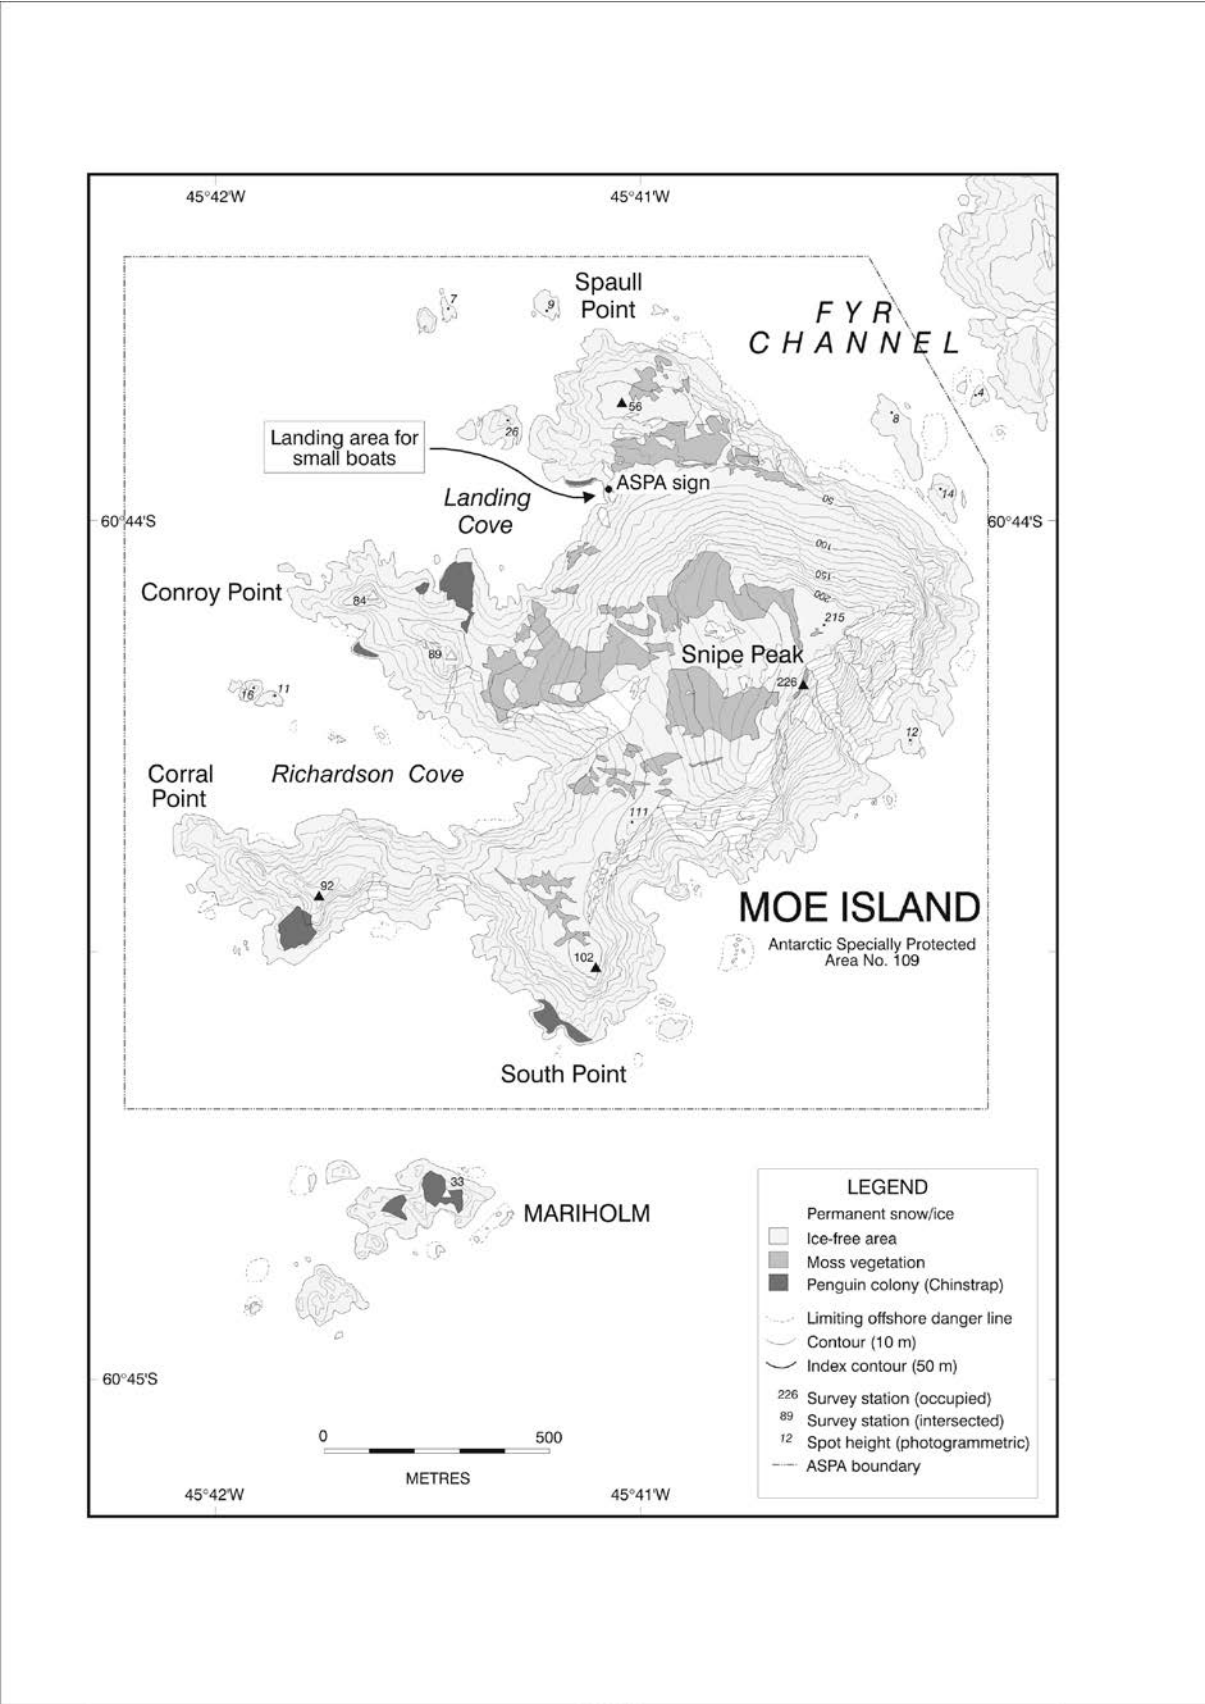 45°42'W
45°41'W
Spaull
Point
FYR
CHANNEL
7
9
4
8
56
26
Landing area for
small boats
ASPA sign
14
Landing
Cove
50
60°44'S
60°44'S
100
150
200
Conroy Point
84
215
89
Snipe Peak
226
16
11
12
Corral
Point
Richardson Cove
111
92
MOE ISLAND
Antarctic Specially Protected
Area No. 109
102
South Point
33
MARIHOLM
LEGEND
Permanent snow/ice
Ice-free area
Moss vegetation
Penguin colony (Chinstrap)
Limiting offshore danger line
Contour (10 m)
Index contour (50 m)
226 Survey station (occupied)
89 Survey station (intersected)
12 Spot height (photogrammetric)
ASPA boundary
60°45'S
0 500
METRES
45°42'W
45°41'W